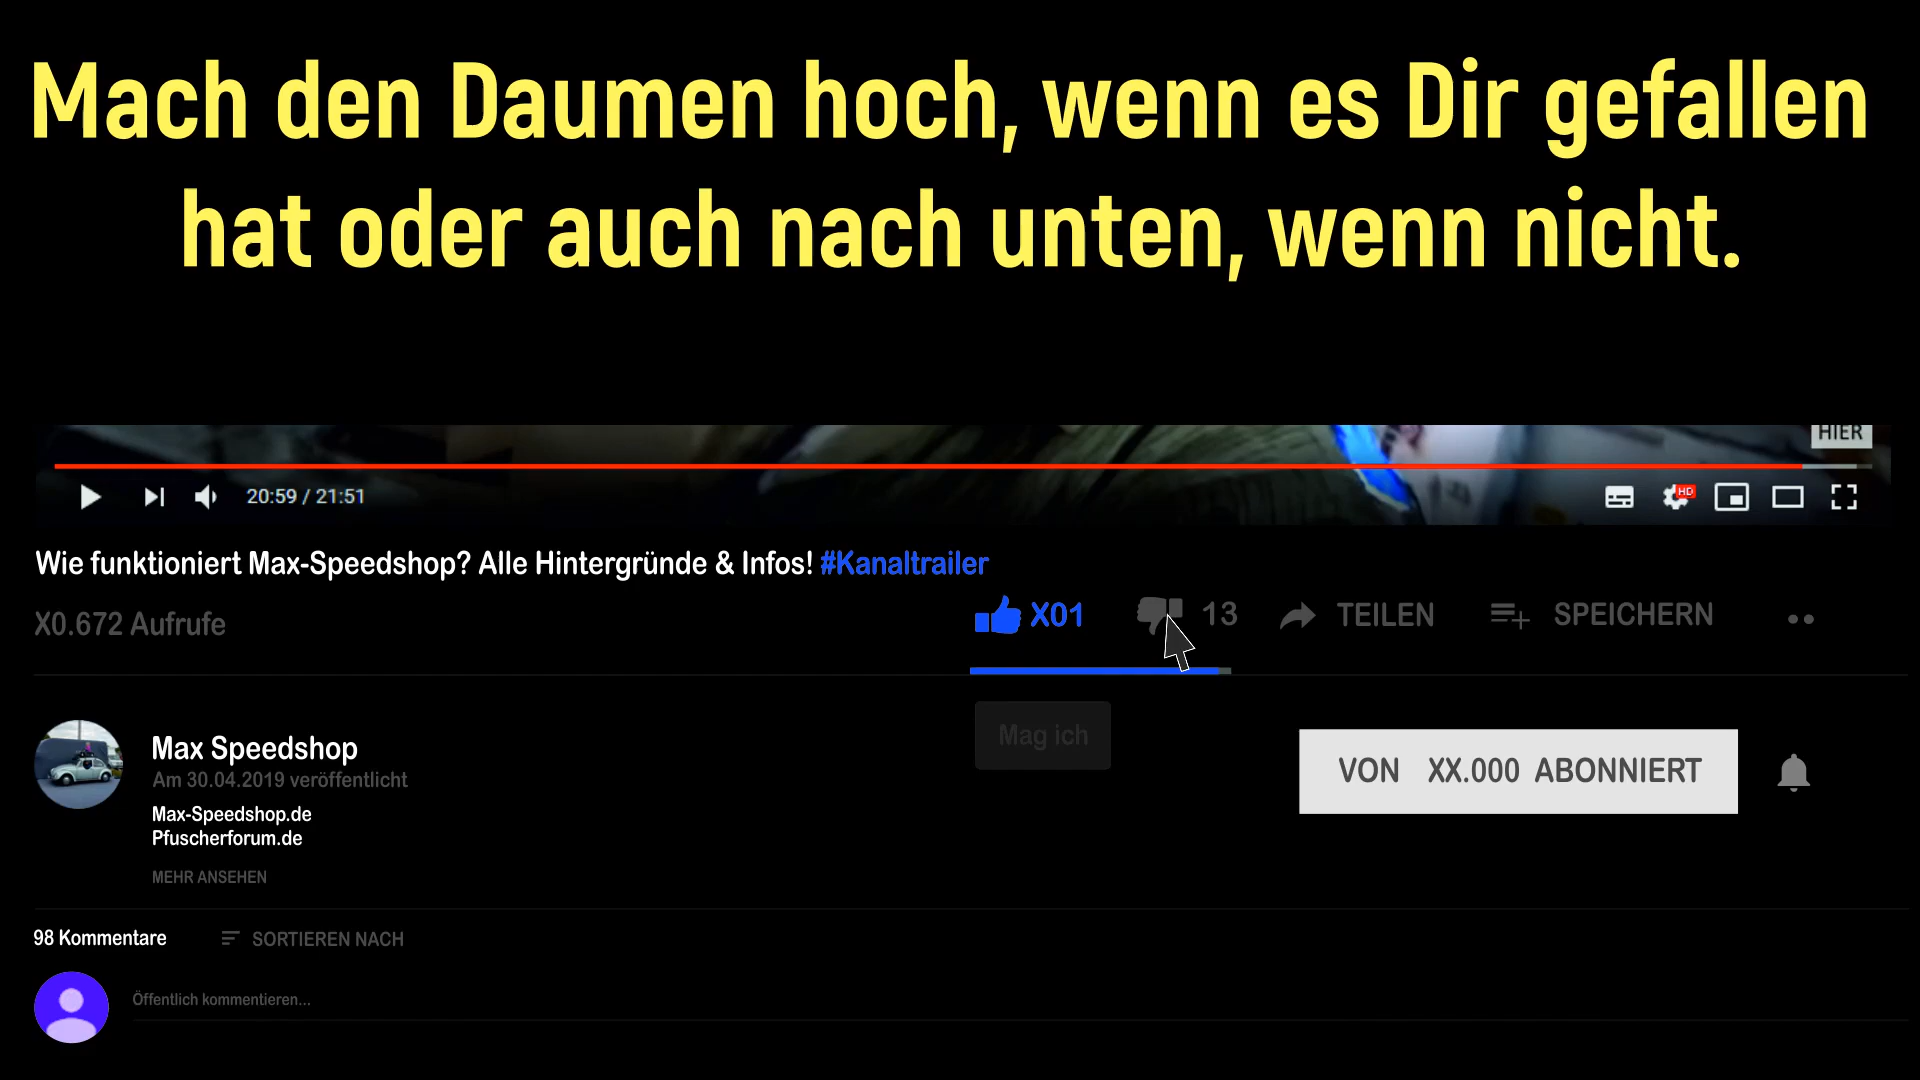 Mach den Daumen hoch, wenn es Dir gefallen
hat oder auch nach unten, wenn nicht.
HIER
20:59 / 21:51
HD
Wie funktioniert Max-Speedshop? Alle Hintergründe & Infos! #Kanaltrailer
X0.672 Aufrufe
X01 13 TEILEN SPEICHERN
Mag ich
Max Speedshop
Am 30.04.2019 veröffentlicht
Max-Speedshop.de
Pfuscherforum.de
MEHR ANSEHEN
VON XX.000 ABONNIERT
98 Kommentare SORTIEREN NACH
Öffentlich kommentieren...